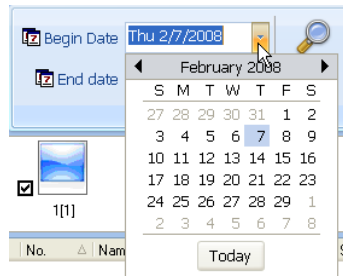 Begin Date Thu 2/7/2008
End date
February 2008
S M T W T F S
27 28 29 30 31 1 2
3 4 5 6 7 8 9
10 11 12 13 14 15 16
17 18 19 20 21 22 23
24 25 26 27 28 29 1
2 3 4 5 6 7 8
Today
1[1]
No. Nam